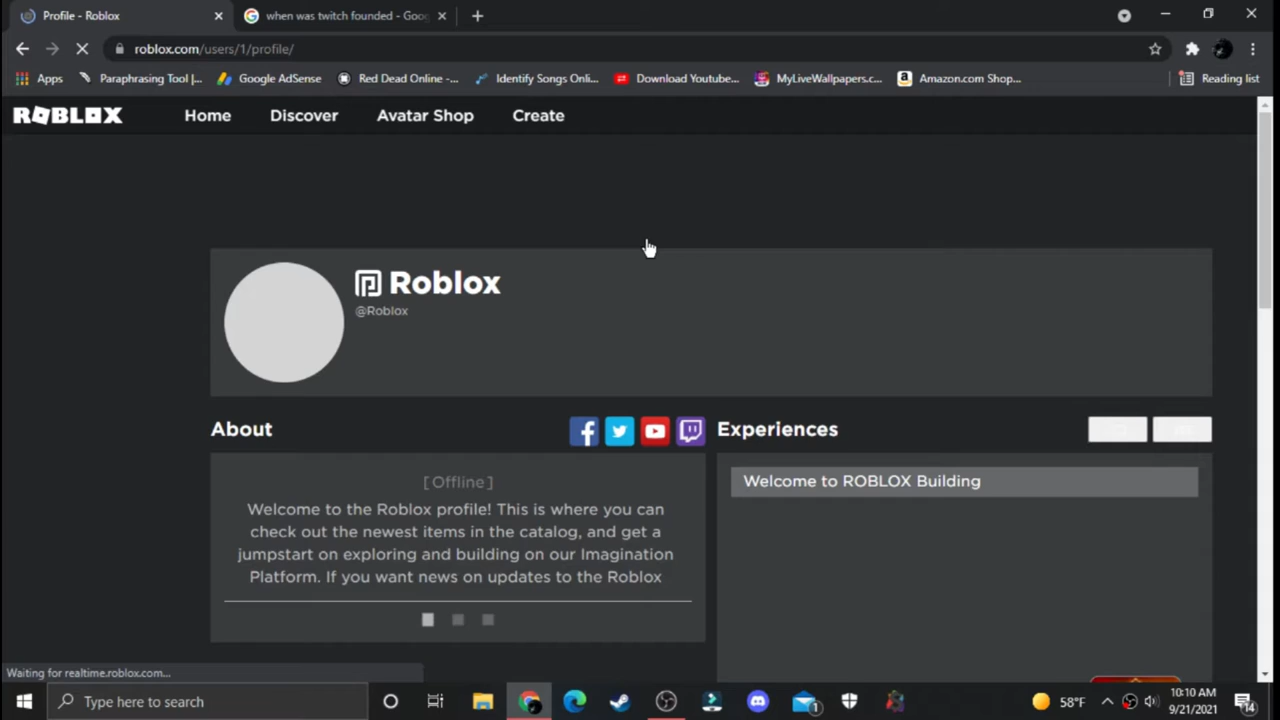 Profile - Roblox
when was twitch founded - Goog
roblox.com/users/1/profile/
Apps
Paraphrasing Tool |...
Google AdSense
Red Dead Online -...
Identify Songs Onli...
Download Youtube...
MyLiveWallpapers.c...
Amazon.com Shop...
Reading list
ROBLOX
Home
Discover
Avatar Shop
Create
Roblox
@Roblox
About
Experiences
[ Offline ]
Welcome to the Roblox profile! This is where you can
check out the newest items in the catalog, and get a
jumpstart on exploring and building on our Imagination
Platform. If you want news on updates to the Roblox
Welcome to ROBLOX Building
Waiting for realtime.roblox.com...
Type here to search
1
58°F
10:10 AM
9/21/2021
14